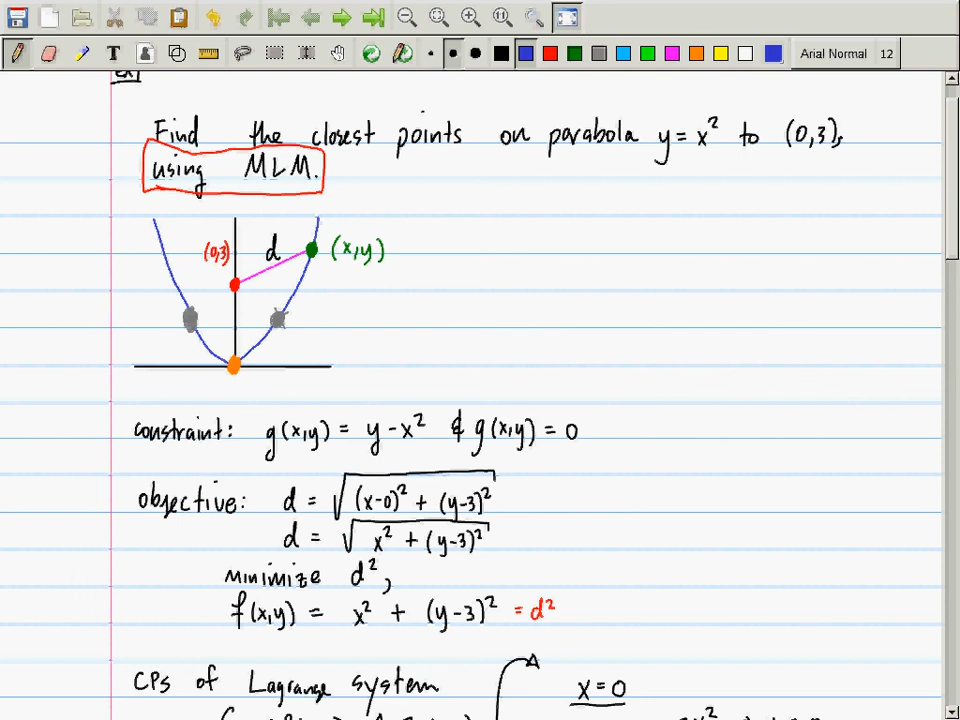 T
Arial Normal 12
Ex
Find the closest points on parabola y = x² to (0,3),
using MLM.
(0,3) d (x,y)
constraint: g(x,y) = y - x² & g(x,y) = 0
objective: d = √((x-0)² + (y-3)²)
d = √(x² + (y-3)²)
minimize d²,
f(x,y) = x² + (y-3)² = d²
CPs of Lagrange system
x = 0